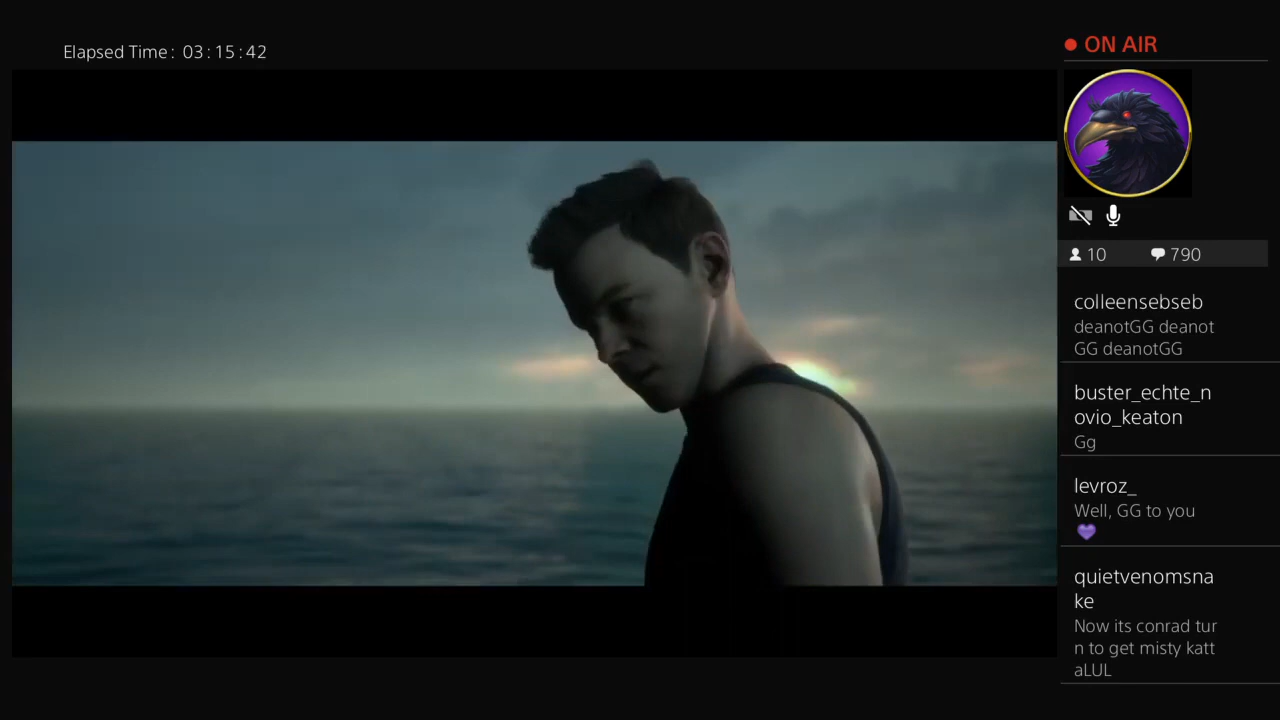 Elapsed Time: 03:15:42
ON AIR
10 790
colleensebseb
deanotGG deanot
GG deanotGG
buster_echte_n
ovio_keaton
Gg
levroz_
Well, GG to you
quietvenomsna
ke
Now its conrad tur
n to get misty katt
aLUL